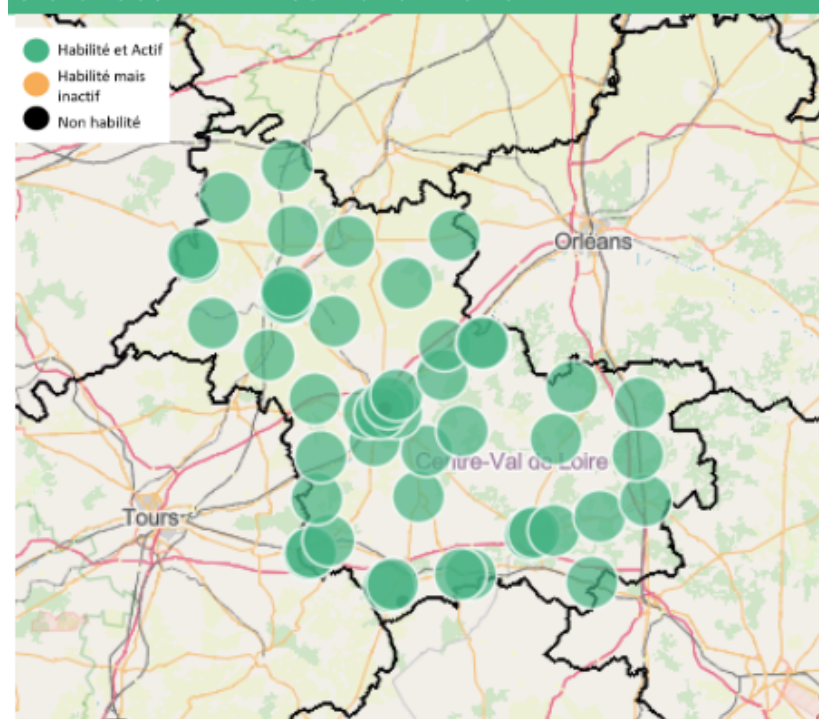 Habilité et Actif
Habilité mais
inactif
Non habilité
Orléans
Centre-Val de Loire
Tours